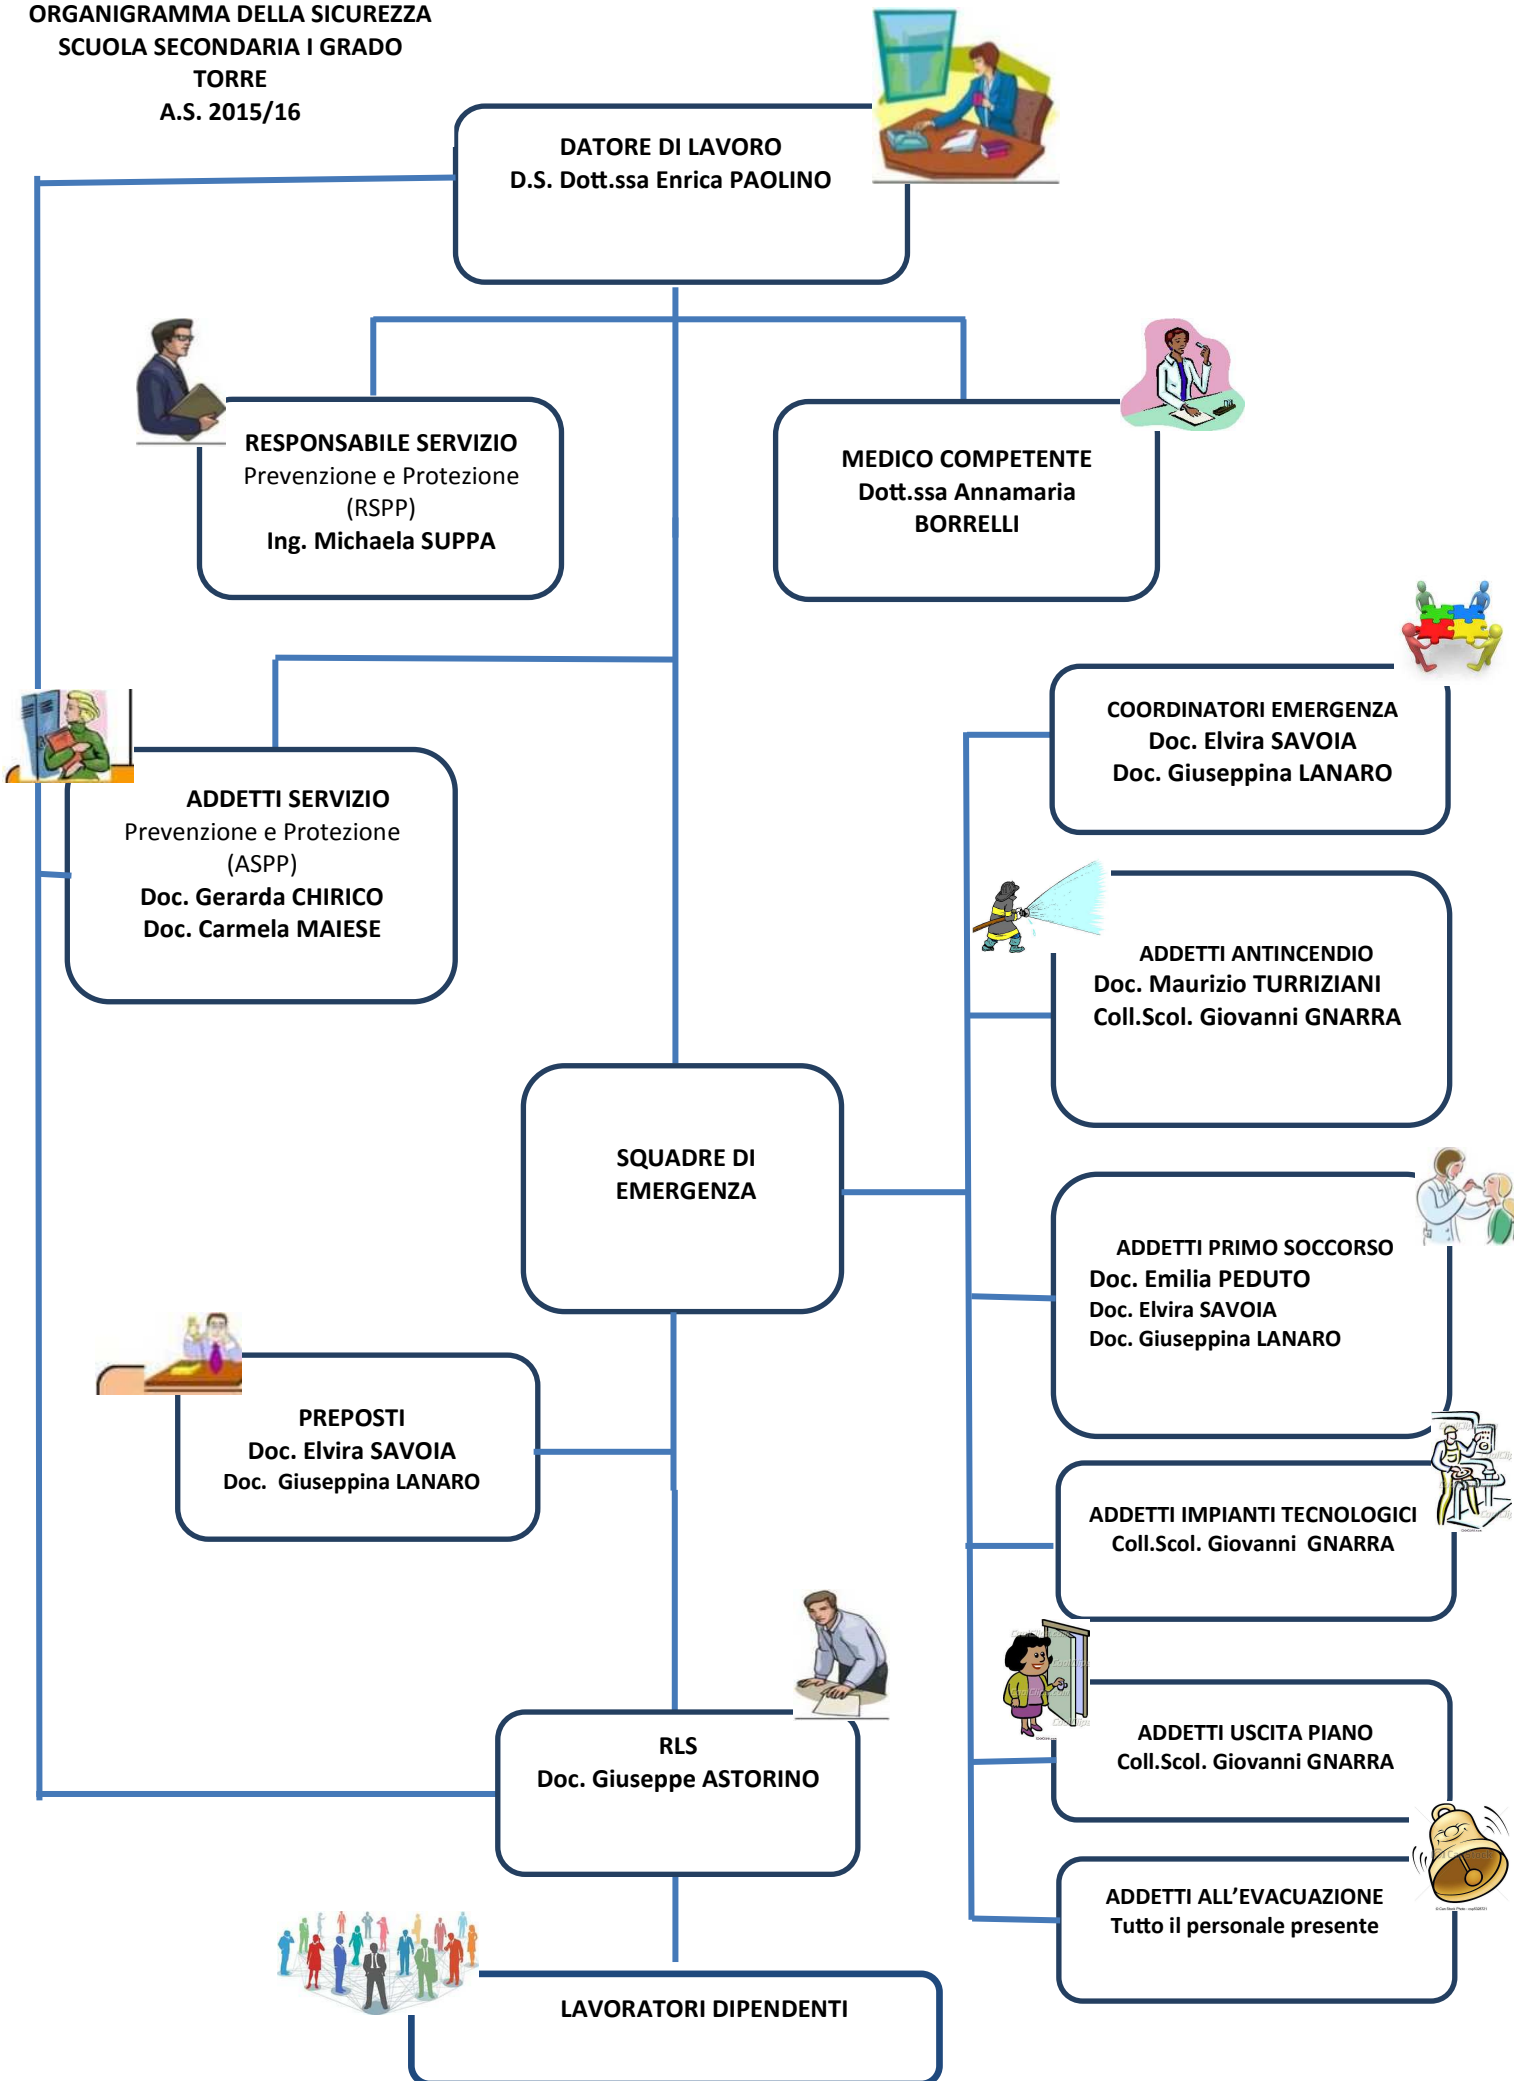 ORGANIGRAMMA DELLA SICUREZZA
SCUOLA SECONDARIA I GRADO
TORRE
A.S. 2015/16
DATORE DI LAVORO
D.S. Dott.ssa Enrica PAOLINO
RESPONSABILE SERVIZIO
Prevenzione e Protezione
(RSPP)
Ing. Michaela SUPPA
MEDICO COMPETENTE
Dott.ssa Annamaria
BORRELLI
COORDINATORI EMERGENZA
Doc. Elvira SAVOIA
Doc. Giuseppina LANARO
ADDETTI SERVIZIO
Prevenzione e Protezione
(ASPP)
Doc. Gerarda CHIRICO
Doc. Carmela MAIESE
ADDETTI ANTINCENDIO
Doc. Maurizio TURRIZIANI
Coll.Scol. Giovanni GNARRA
SQUADRE DI
EMERGENZA
ADDETTI PRIMO SOCCORSO
Doc. Emilia PEDUTO
Doc. Elvira SAVOIA
Doc. Giuseppina LANARO
PREPOSTI
Doc. Elvira SAVOIA
Doc.  Giuseppina LANARO
ADDETTI IMPIANTI TECNOLOGICI
Coll.Scol. Giovanni  GNARRA
RLS
Doc. Giuseppe ASTORINO
ADDETTI USCITA PIANO
Coll.Scol. Giovanni GNARRA
ADDETTI ALL’EVACUAZIONE
Tutto il personale presente
LAVORATORI DIPENDENTI